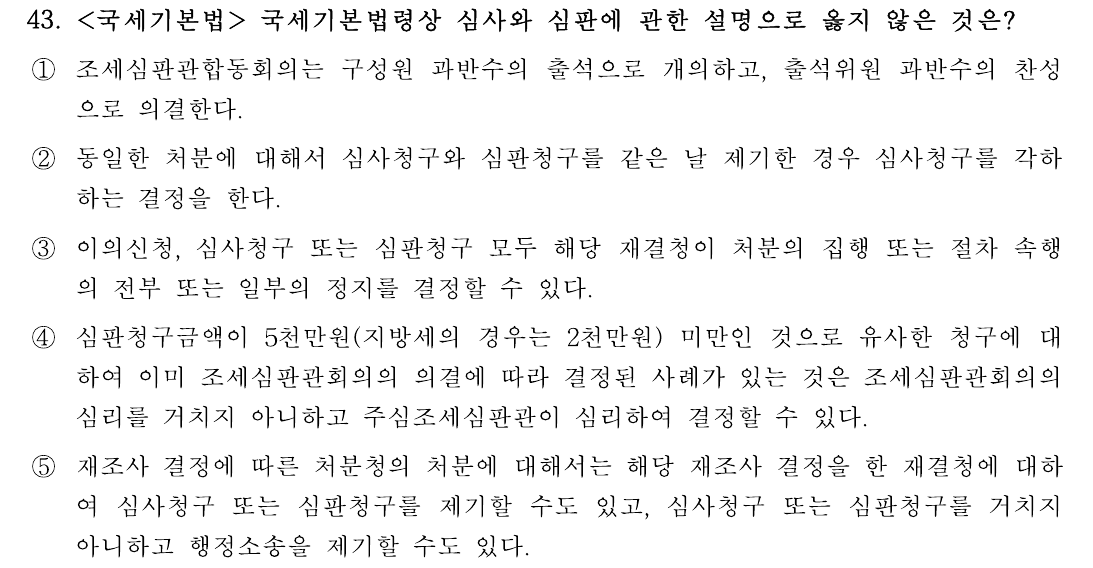 43. <국세기본법> 국세기본법령상 심사와 심판에 관한 설명으로 옳지 않은 것은?
① 조세심판관합동회의는 구성원 과반수의 출석으로 개의하고, 출석위원 과반수의 찬성
으로 의결한다.
② 동일한 처분에 대해서 심사청구와 심판청구를 같은 날 제기한 경우 심사청구를 각하
하는 결정을 한다.
③ 이의신청, 심사청구 또는 심판청구 모두 해당 재결청이 처분의 집행 또는 절차 속행
의 전부 또는 일부의 정지를 결정할 수 있다.
④ 심판청구금액이 5천만원(지방세의 경우는 2천만원) 미만인 것으로 유사한 청구에 대
하여 이미 조세심판관회의의 의결에 따라 결정된 사례가 있는 것은 조세심판관회의의
심리를 거치지 아니하고 주심조세심판관이 심리하여 결정할 수 있다.
⑤ 재조사 결정에 따른 처분청의 처분에 대해서는 해당 재조사 결정을 한 재결청에 대하
여 심사청구 또는 심판청구를 제기할 수도 있고, 심사청구 또는 심판청구를 거치지
아니하고 행정소송을 제기할 수도 있다.